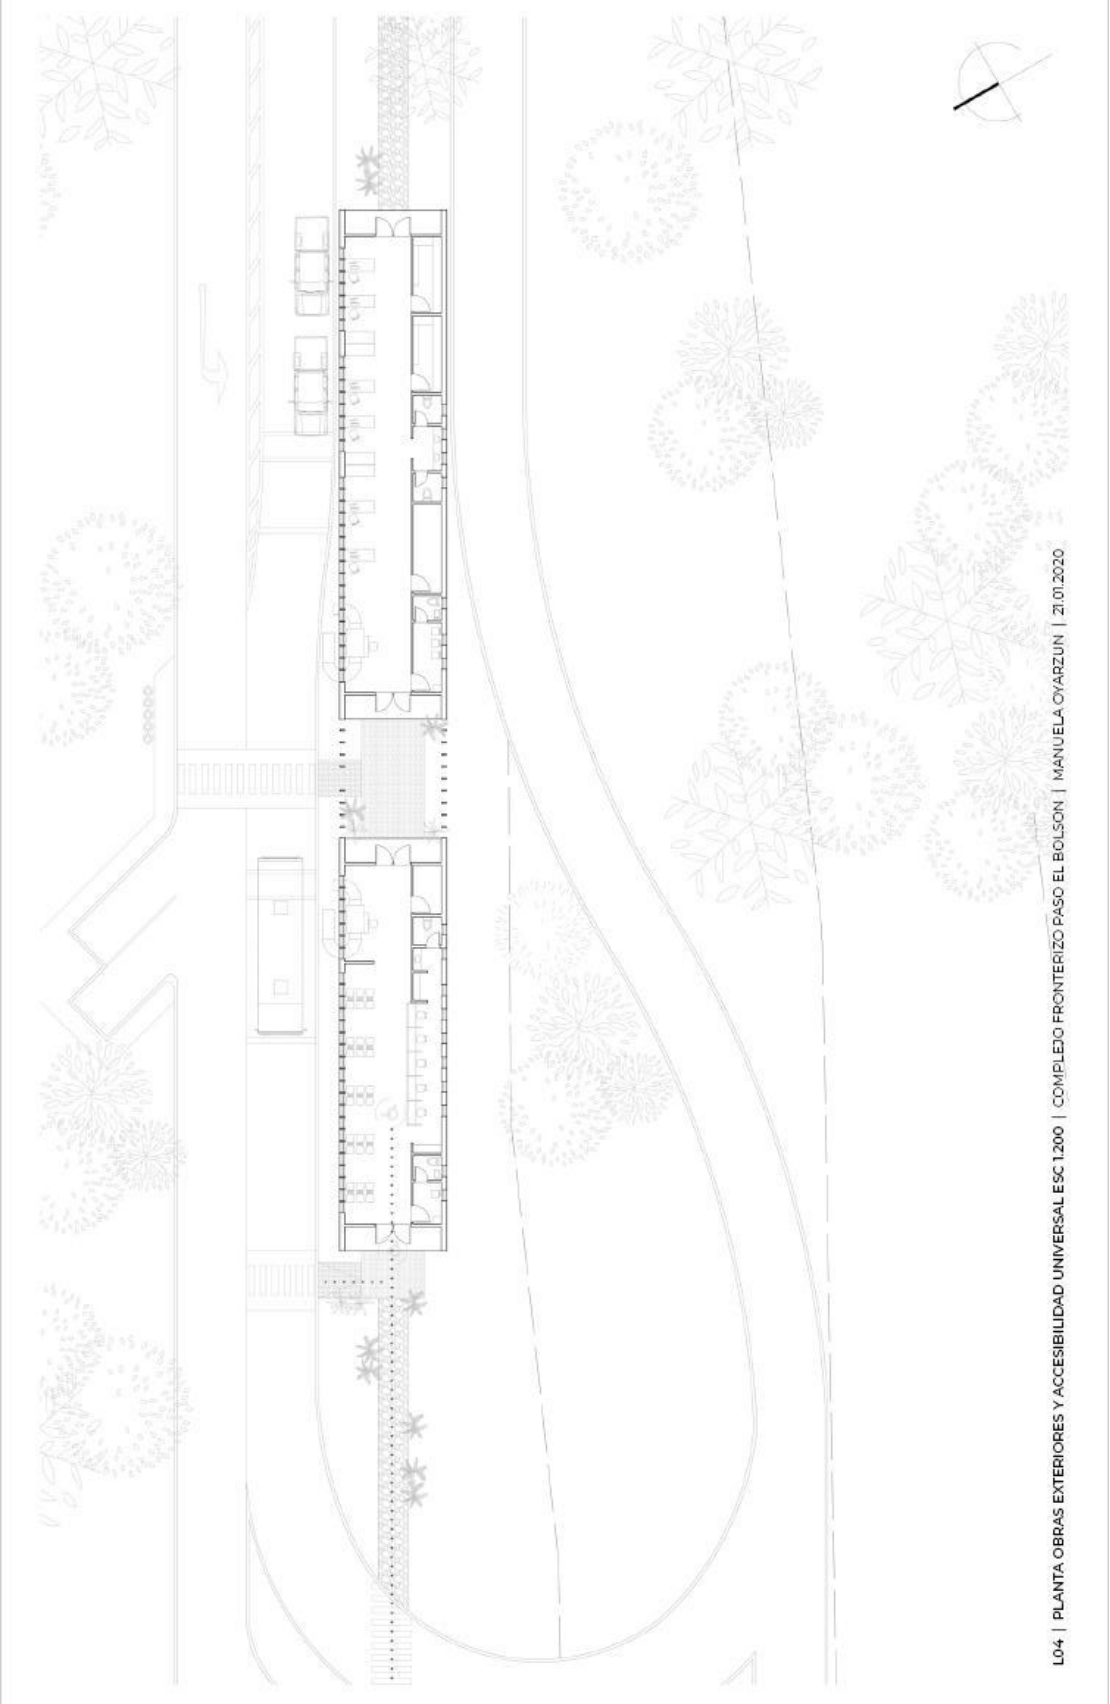 L04 | PLANTA OBRAS EXTERIORES Y ACCESIBILIDAD UNIVERSAL ESC 1:200 | COMPLEJO FRONTERIZO PASO EL BOLSON | MANUELA OYARZUN | 21.01.2020